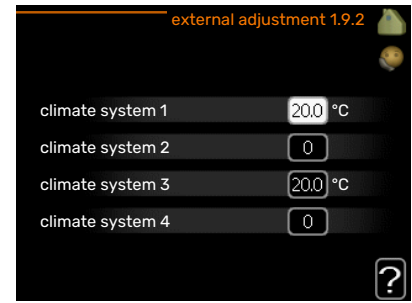 external adjustment 1.9.2
climate system 1 20.0 °C
climate system 2 0
climate system 3 20.0 °C
climate system 4 0
?